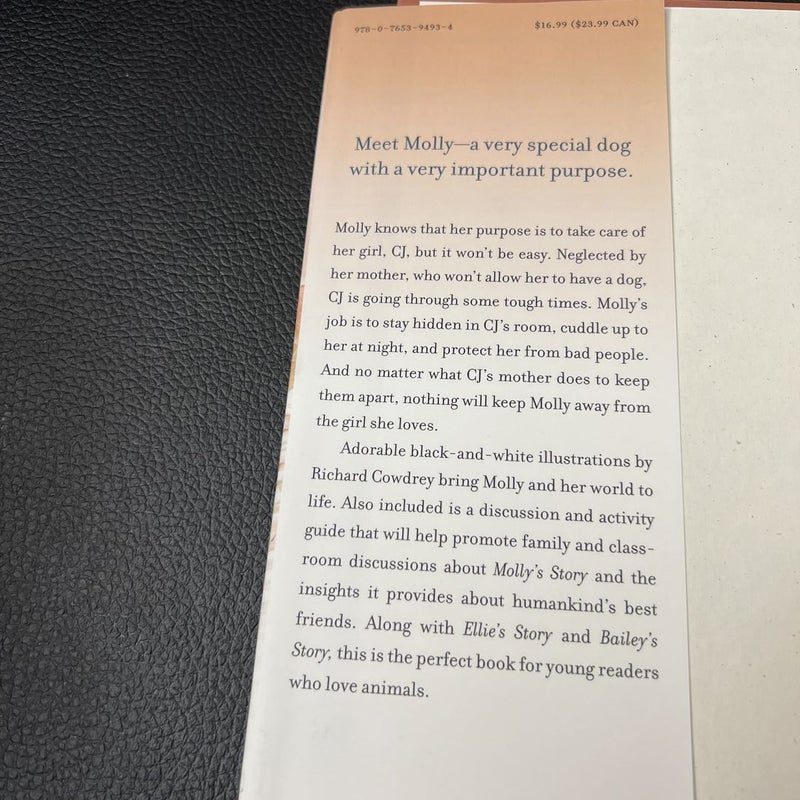 978-0-7653-9493-4 $16.99 ($23.99 CAN)
Meet Molly—a very special dog
with a very important purpose.
Molly knows that her purpose is to take care of
her girl, CJ, but it won't be easy. Neglected by
her mother, who won't allow her to have a dog,
CJ is going through some tough times. Molly's
job is to stay hidden in CJ's room, cuddle up to
her at night, and protect her from bad people.
And no matter what CJ's mother does to keep
them apart, nothing will keep Molly away from
the girl she loves.
Adorable black-and-white illustrations by
Richard Cowdrey bring Molly and her world to
life. Also included is a discussion and activity
guide that will help promote family and class-
room discussions about Molly's Story and the
insights it provides about humankind's best
friends. Along with Ellie's Story and Bailey's
Story, this is the perfect book for young readers
who love animals.